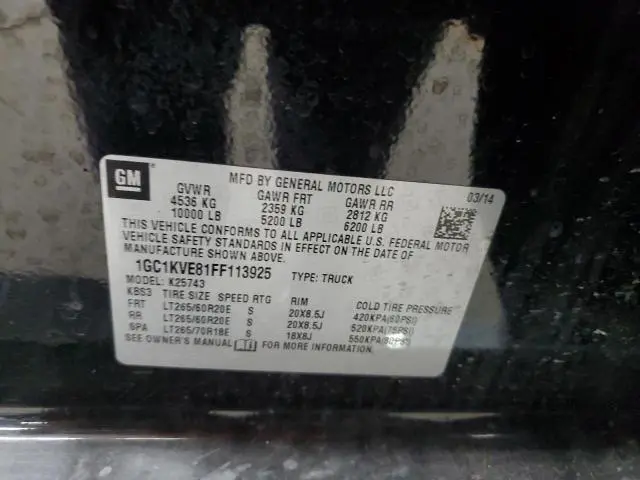 GM
MFD BY GENERAL MOTORS LLC
03/14
GVWR GAWR FRT GAWR RR
4536 KG 2359 KG 2812 KG
10000 LB 5200 LB 6200 LB
THIS VEHICLE CONFORMS TO ALL APPLICABLE U.S. FEDERAL MOTOR
VEHICLE SAFETY STANDARDS IN EFFECT ON THE DATE OF
MANUFACTURE SHOWN ABOVE.
1GC1KVE81FF113925 TYPE: TRUCK
MODEL: K25743
KBS3 TIRE SIZE SPEED RTG RIM COLD TIRE PRESSURE
FRT LT265/60R20E S 20X8.5J 420KPA(60PSI)
RR LT265/60R20E S 20X8.5J 520KPA(75PSI)
SPA LT265/70R18E S 18X8J 550KPA(80PSI)
SEE OWNER'S MANUAL FOR MORE INFORMATION